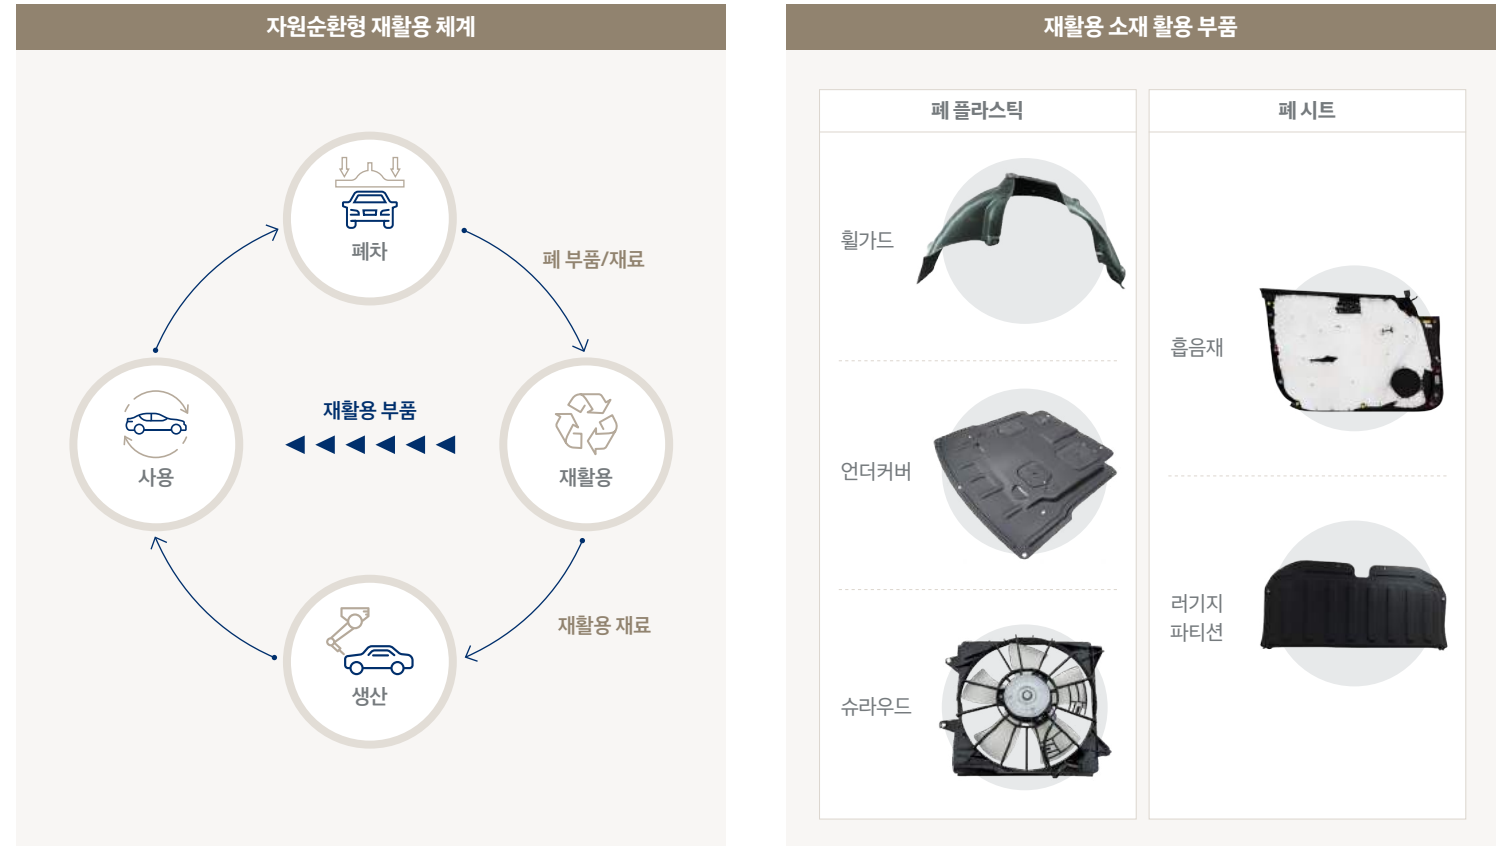 자원순환형 재활용 체계
폐차
폐 부품/재료
재활용 부품
사용
재활용
재활용 재료
생산
재활용 소재 활용 부품
폐 플라스틱
휠가드
언더커버
슈라우드
폐 시트
흡음재
러기지
파티션